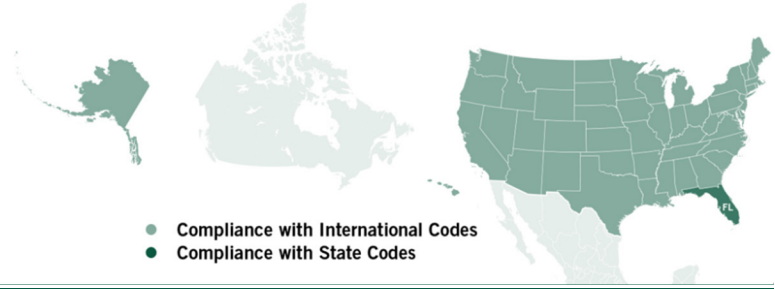 FL
Compliance with International Codes
Compliance with State Codes